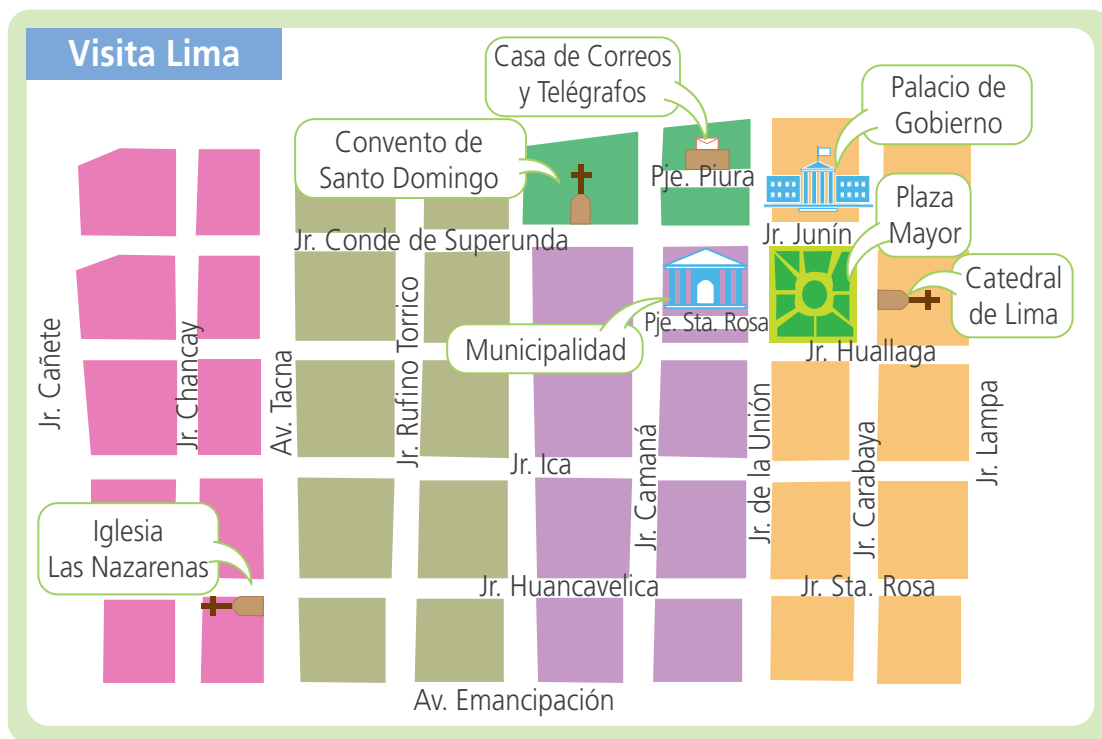 Visita Lima
Casa de Correos
y Telégrafos
Palacio de
Gobierno
Convento de
Santo Domingo
Pje. Piura
Plaza
Mayor
Jr. Conde de Superunda
Jr. Junín
Catedral
de Lima
Pje. Sta. Rosa
Municipalidad
Jr. Huallaga
Jr. Cañete
Jr. Chancay
Av. Tacna
Jr. Rufino Torrico
Jr. Ica
Jr. Camaná
Jr. de la Unión
Jr. Carabaya
Jr. Lampa
Iglesia
Las Nazarenas
Jr. Huancavelica
Jr. Sta. Rosa
Av. Emancipación